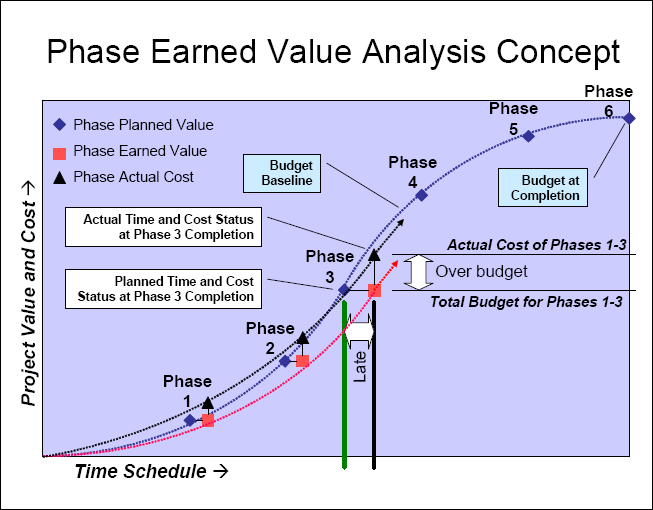 Phase Earned Value Analysis Concept
Phase
6
Phase
5
Phase Planned Value
Phase Earned Value
Phase Actual Cost
Budget
Baseline
Phase
4
Budget at
Completion
Actual Time and Cost Status
at Phase 3 Completion
Phase
3
Actual Cost of Phases 1-3
Over budget
Planned Time and Cost
Status at Phase 3 Completion
Total Budget for Phases 1-3
Phase
2
Late
Phase
1
Project Value and Cost →
Time Schedule →